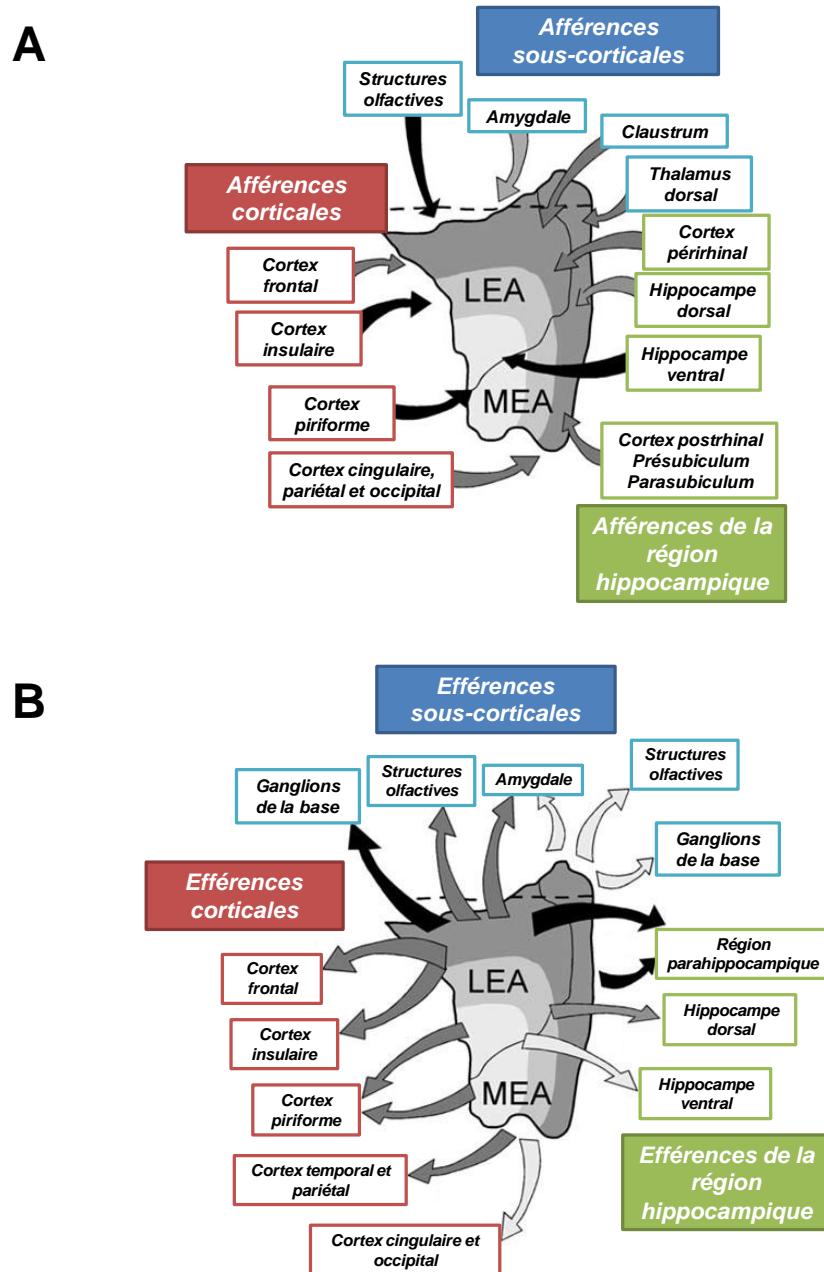 A
Afférences
sous-corticales
Structures
olfactives
Amygdale
Claustrum
Afférences
corticales
Thalamus
dorsal
Cortex
frontal
Cortex
périrhinal
LEA
Hippocampe
dorsal
Cortex
insulaire
Hippocampe
ventral
Cortex
piriforme
MEA
Cortex cingulaire,
pariétal et occipital
Cortex postrhinal
Présubiculum
Parasubiculum
Afférences de la
région
hippocampique
B
Efférences
sous-corticales
Ganglions
de la base
Structures
olfactives
Amygdale
Structures
olfactives
Ganglions
de la base
Efférences
corticales
Cortex
frontal
Région
parahippocampique
LEA
Hippocampe
dorsal
Cortex
insulaire
Cortex
piriforme
MEA
Hippocampe
ventral
Cortex temporal et
pariétal
Efférences de la
région
hippocampique
Cortex cingulaire et
occipital